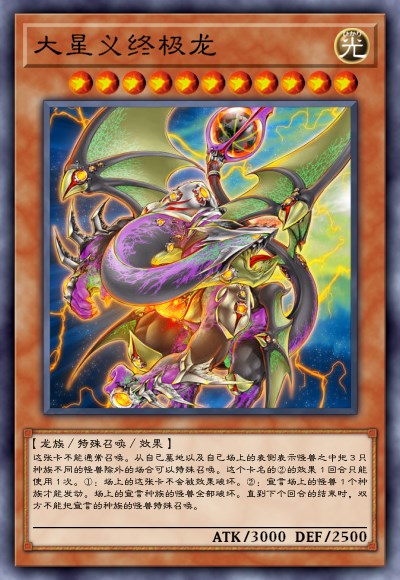 大星义终极龙
ひかり
光
【龙族／特殊召唤／效果】
这张卡不能通常召唤。从自己墓地以及自己场上的表侧表示怪兽之中把３只
种族不同的怪兽除外的场合可以特殊召唤。这个卡名的②的效果１回合只能
使用１次。①：场上的这张卡不会被效果破坏。②：宣言场上的怪兽１个种
族才能发动。场上的宣言种族的怪兽全部破坏。直到下个回合的结束时，双
方不能把宣言的种族的怪兽特殊召唤。
ATK/3000 DEF/2500